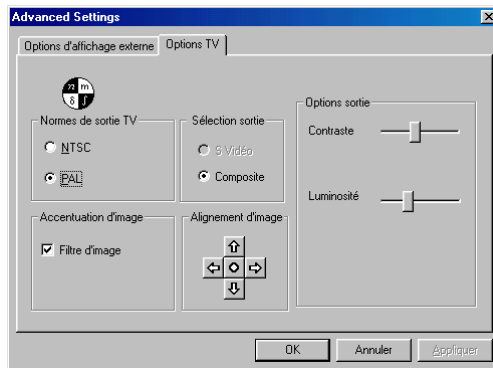 Advanced Settings
Options d'affichage externe
Options TV
n m
δ ∫
Normes de sortie TV
NTSC
PAL
Sélection sortie
S Vidéo
Composite
Options sortie
Contraste
Luminosité
Accentuation d'image
Filtre d'image
Alignement d'image
OK
Annuler
Appliquer